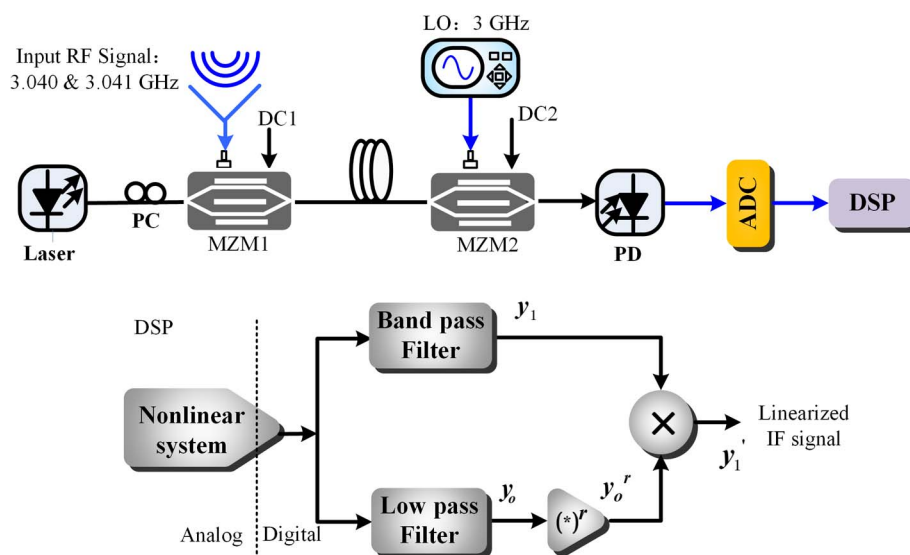 Input RF Signal:
3.040 & 3.041 GHz
LO: 3 GHz
DC1
DC2
Laser
PC
MZM1
MZM2
PD
ADC
DSP
DSP
Nonlinear
system
Analog
Digital
Band pass
Filter
y₁
Low pass
Filter
yₒ
(*)ʳ
yₒʳ
×
y₁'
Linearized
IF signal